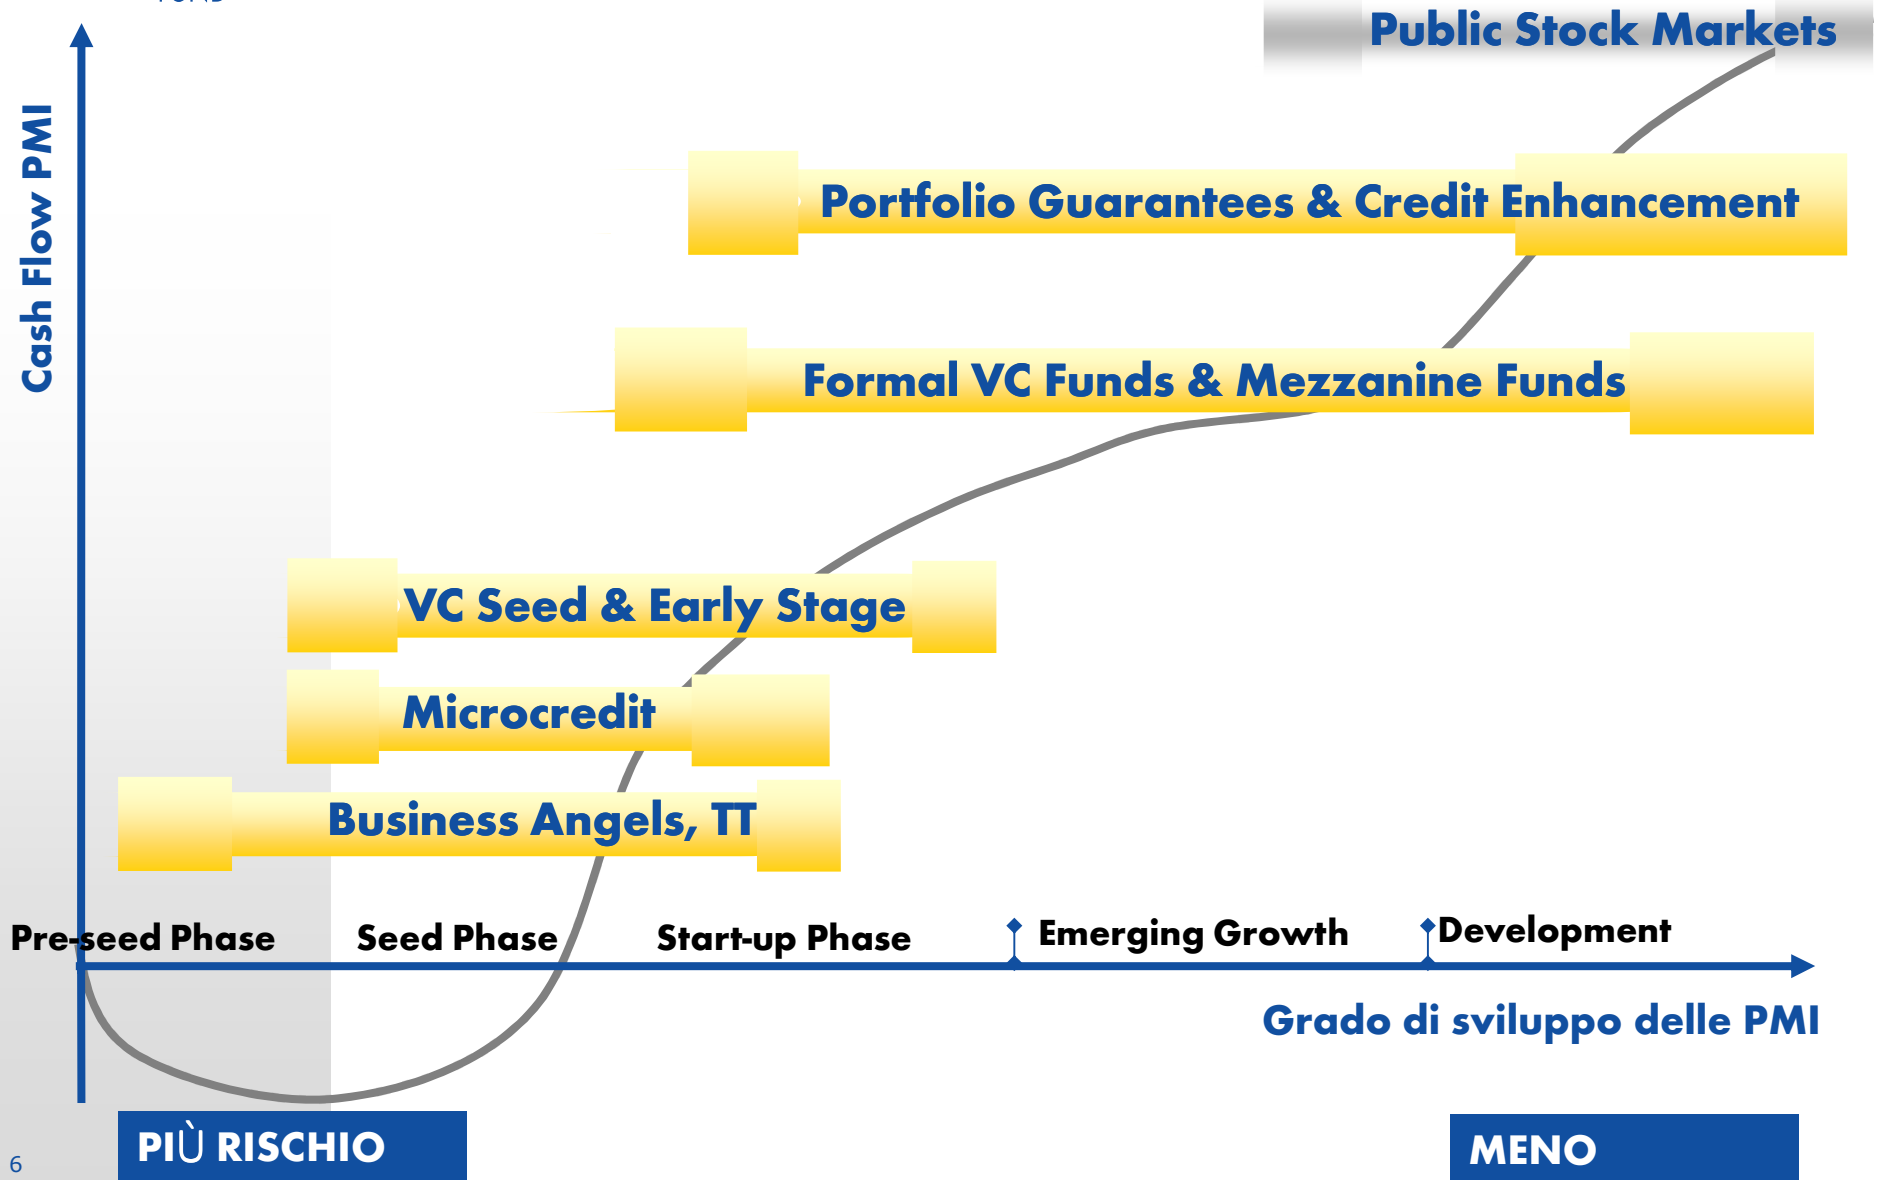 FUND
Public Stock Markets
Cash Flow PMI
Portfolio Guarantees & Credit Enhancement
Formal VC Funds & Mezzanine Funds
VC Seed & Early Stage
Microcredit
Business Angels, TT
Pre-seed Phase
Seed Phase
Start-up Phase
Emerging Growth
Development
Grado di sviluppo delle PMI
PIÙ RISCHIO
MENO
6